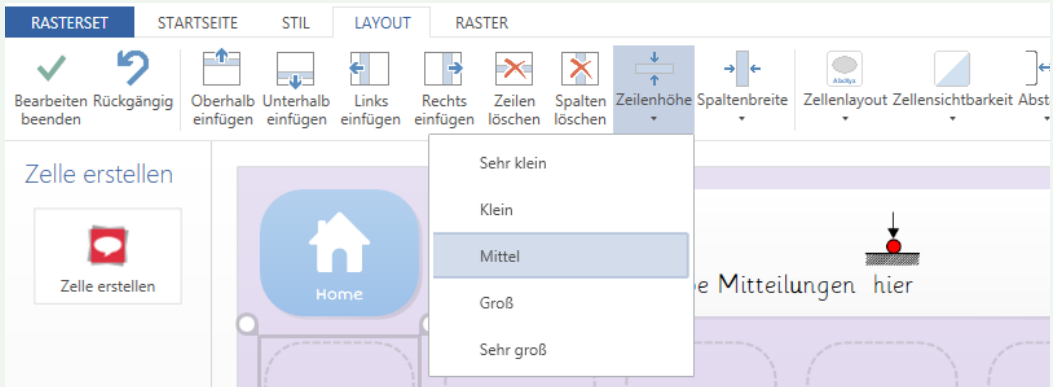 RASTERSET STARTSEITE STIL LAYOUT RASTER
Bearbeiten beenden
Rückgängig
Oberhalb einfügen
Unterhalb einfügen
Links einfügen
Rechts einfügen
Zeilen löschen
Spalten löschen
Zeilenhöhe
Spaltenbreite
AbcXyz
Zellenlayout
Zellensichtbarkeit
Abst
Zelle erstellen
Zelle erstellen
Home
Sehr klein
Klein
Mittel
Groß
Sehr groß
e Mitteilungen hier